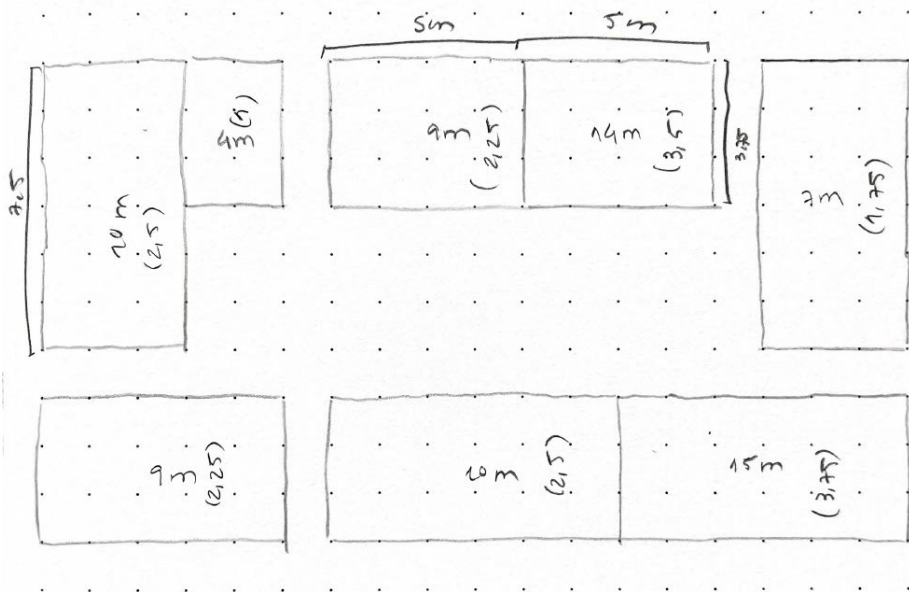 5m 5m
7,5
4m (1)
9m (2,25)
14m (3,5)
3,75
10m (2,5)
7m (1,75)
9m (2,25)
10m (2,5)
15m (3,75)